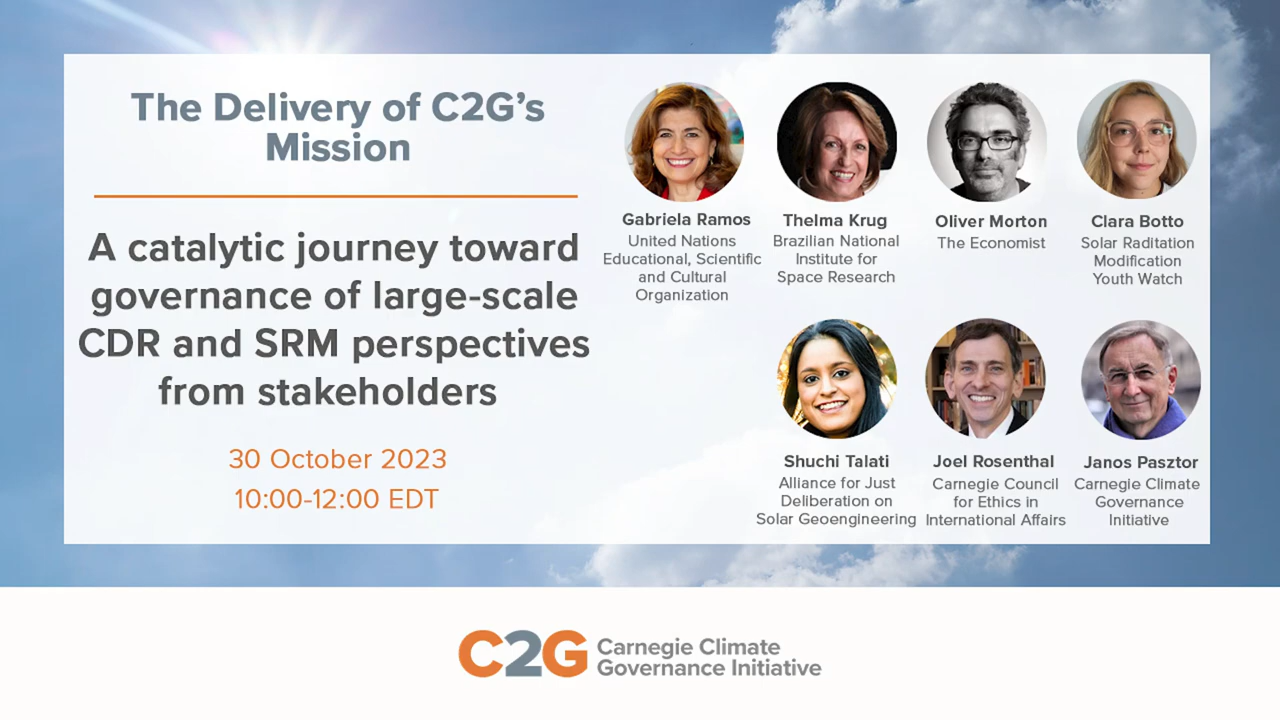 The Delivery of C2G's
Mission
A catalytic journey toward
governance of large-scale
CDR and SRM perspectives
from stakeholders
30 October 2023
10:00-12:00 EDT
Gabriela Ramos
United Nations
Educational, Scientific
and Cultural
Organization
Thelma Krug
Brazilian National
Institute for
Space Research
Oliver Morton
The Economist
Clara Botto
Solar Raditation
Modification
Youth Watch
Shuchi Talati
Alliance for Just
Deliberation on
Solar Geoengineering
Joel Rosenthal
Carnegie Council
for Ethics in
International Affairs
Janos Pasztor
Carnegie Climate
Governance
Initiative
C2G
Carnegie Climate
Governance Initiative